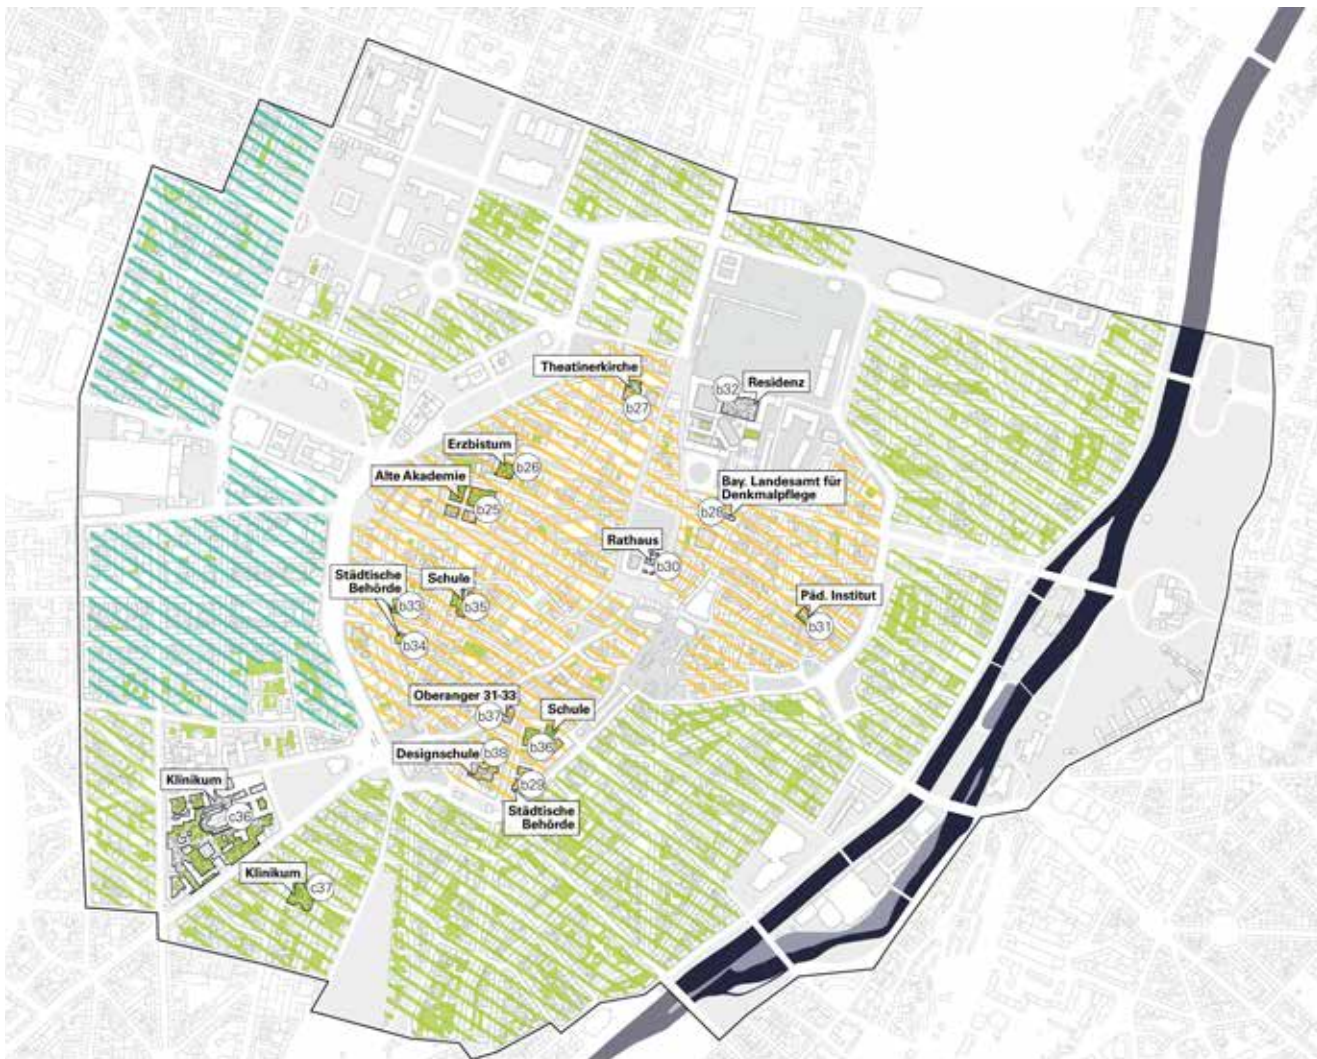 Theatinerkirche
b27
b32
Residenz
Erzbistum
b26
Alte Akademie
b25
Bay. Landesamt für
Denkmalpflege
b28
Rathaus
b30
Städtische
Behörde
b33
b34
Schule
b35
Päd. Institut
b31
Oberanger 31-33
b37
Schule
b36
Designschule
b38
b29
Städtische
Behörde
Klinikum
c36
Klinikum
c37